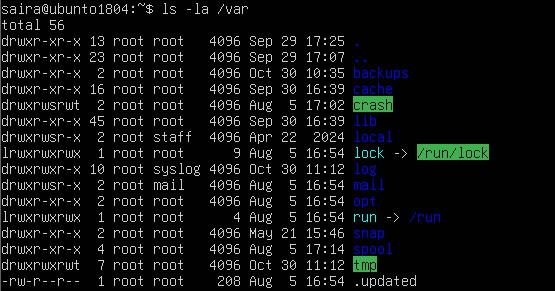 saira@ubunto1804:~$ ls -la /var
total 56
drwxr-xr-x 13 root root 4096 Sep 29 17:25 .
drwxr-xr-x 23 root root 4096 Sep 29 17:07 ..
drwxr-xr-x 2 root root 4096 Oct 30 10:35 backups
drwxr-xr-x 16 root root 4096 Sep 30 16:39 cache
drwxrwsrwt 2 root root 4096 Aug 5 17:02 crash
drwxr-xr-x 45 root root 4096 Sep 30 16:39 lib
drwxrwsr-x 2 root staff 4096 Apr 22 2024 local
lrwxrwxrwx 1 root root 9 Aug 5 16:54 lock -> /run/lock
drwxrwxr-x 10 root syslog 4096 Oct 30 11:12 log
drwxrwsr-x 2 root mail 4096 Aug 5 16:54 mail
drwxr-xr-x 2 root root 4096 Aug 5 16:54 opt
lrwxrwxrwx 1 root root 4 Aug 5 16:54 run -> /run
drwxr-xr-x 2 root root 4096 May 21 15:46 snap
drwxr-xr-x 4 root root 4096 Aug 5 17:14 spool
drwxrwxrwt 7 root root 4096 Oct 30 11:12 tmp
-rw-r--r-- 1 root root 208 Aug 5 16:54 .updated